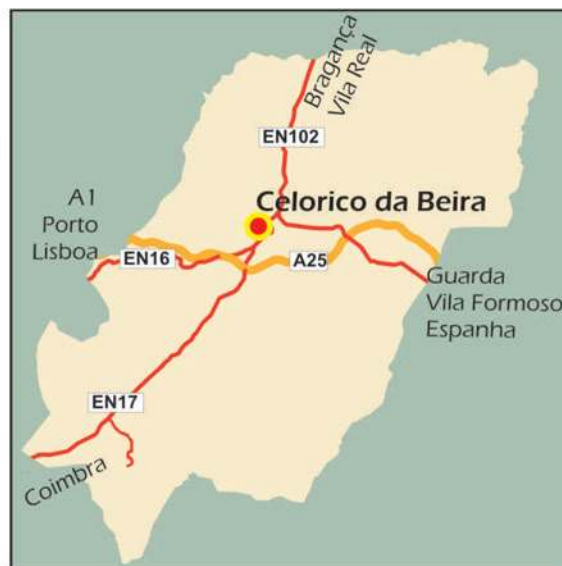 Bragança
Vila Real
EN102
Celorico da Beira
A1
Porto
Lisboa
EN16
A25
Guarda
Vila Formoso
Espanha
EN17
Coimbra